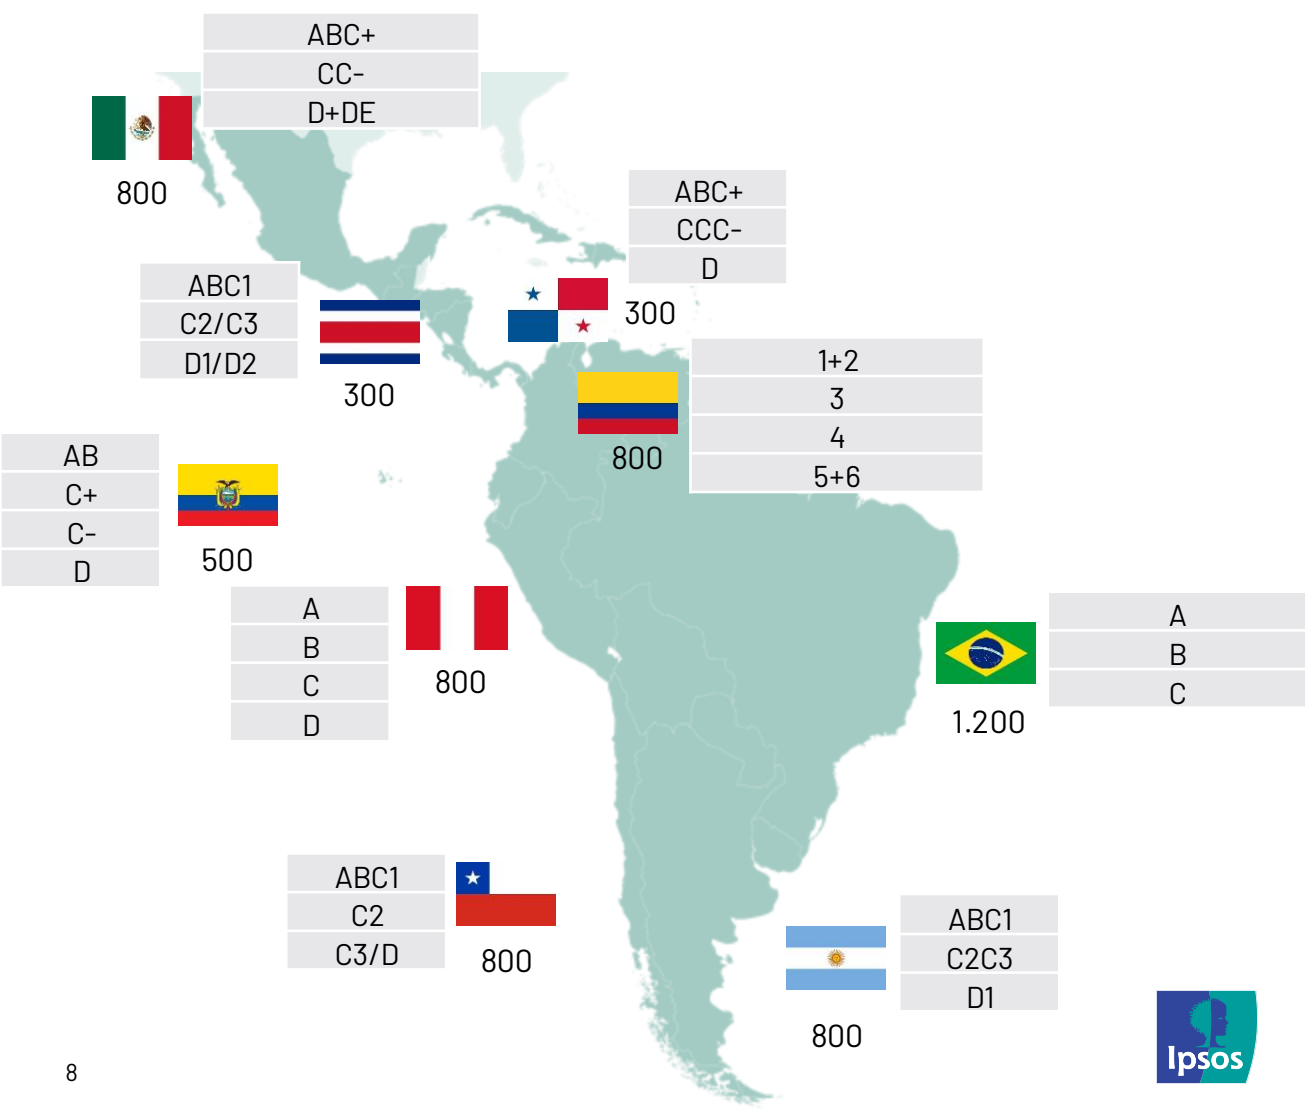 ABC+
CC-
D+DE
800
ABC+
CCC-
D
300
ABC1
C2/C3
D1/D2
300
1+2
3
4
5+6
800
AB
C+
C-
D
500
A
B
C
D
800
A
B
C
1.200
ABC1
C2
C3/D
800
ABC1
C2C3
D1
800
Ipsos
8